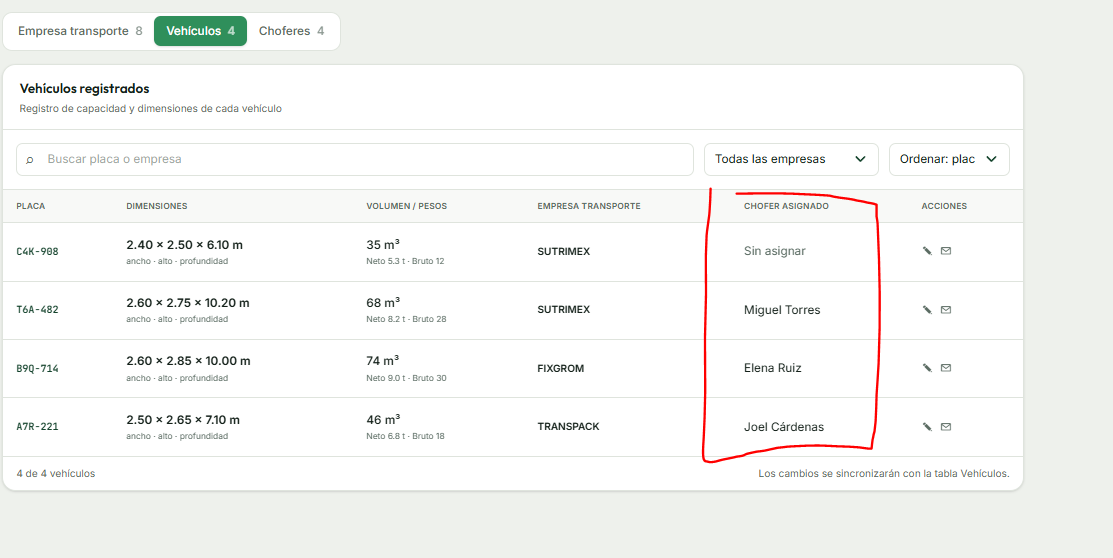 Empresa transporte 8 Vehículos 4 Choferes 4
Vehículos registrados
Registro de capacidad y dimensiones de cada vehículo
Buscar placa o empresa Todas las empresas Ordenar: plac
PLACA DIMENSIONES VOLUMEN / PESOS EMPRESA TRANSPORTE CHOFER ASIGNADO ACCIONES
C4K-908 2.40 × 2.50 × 6.10 m 35 m³ SUTRIMEX Sin asignar
ancho · alto · profundidad Neto 5.3 t · Bruto 12
T6A-482 2.60 × 2.75 × 10.20 m 68 m³ SUTRIMEX Miguel Torres
ancho · alto · profundidad Neto 8.2 t · Bruto 28
B9Q-714 2.60 × 2.85 × 10.00 m 74 m³ FIXGROM Elena Ruiz
ancho · alto · profundidad Neto 9.0 t · Bruto 30
A7R-221 2.50 × 2.65 × 7.10 m 46 m³ TRANSPACK Joel Cárdenas
ancho · alto · profundidad Neto 6.8 t · Bruto 18
4 de 4 vehículos Los cambios se sincronizarán con la tabla Vehículos.